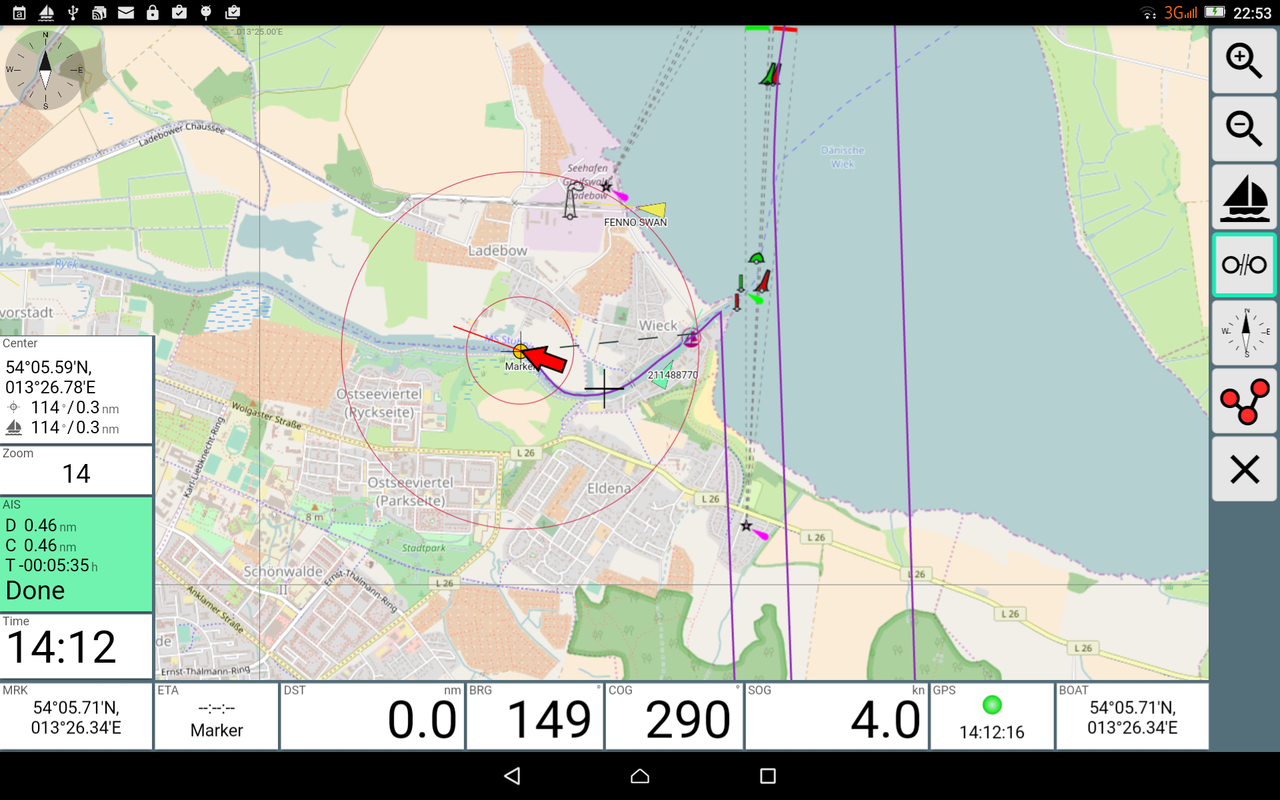 3G
22:53
013°25.00'E
N
W
E
S
Ladebower Chaussee
Dänische
Wiek
Seehafen
Greifswald
Ladebow
FENNO SWAN
Ladebow
Ryck
vorstadt
Wieck
MS Stubn
Marke
211488770
Ostseeviertel
(Ryckseite)
Wolgaster Straße
Karl-Liebknecht-Ring
L 26
Ostseeviertel
(Parkseite)
8 m
Eldena
L 26
L 26
Stadtpark
Schönwalde
II
Ernst-Thälmann-Ring
L 26
L 26
L 26
L 26
Anklamer Straße
de
Ernst-Thälmann-Ring
W
N
E
S
Center
54°05.59'N,
013°26.78'E
114°/0.3 nm
114°/0.3 nm
Zoom
14
AIS
D 0.46 nm
C 0.46 nm
T -00:05:35 h
Done
Time
14:12
MRK
54°05.71'N,
013°26.34'E
ETA
--:--:--
Marker
DST nm
0.0
BRG °
149
COG °
290
SOG kn
4.0
GPS
14:12:16
BOAT
54°05.71'N,
013°26.34'E